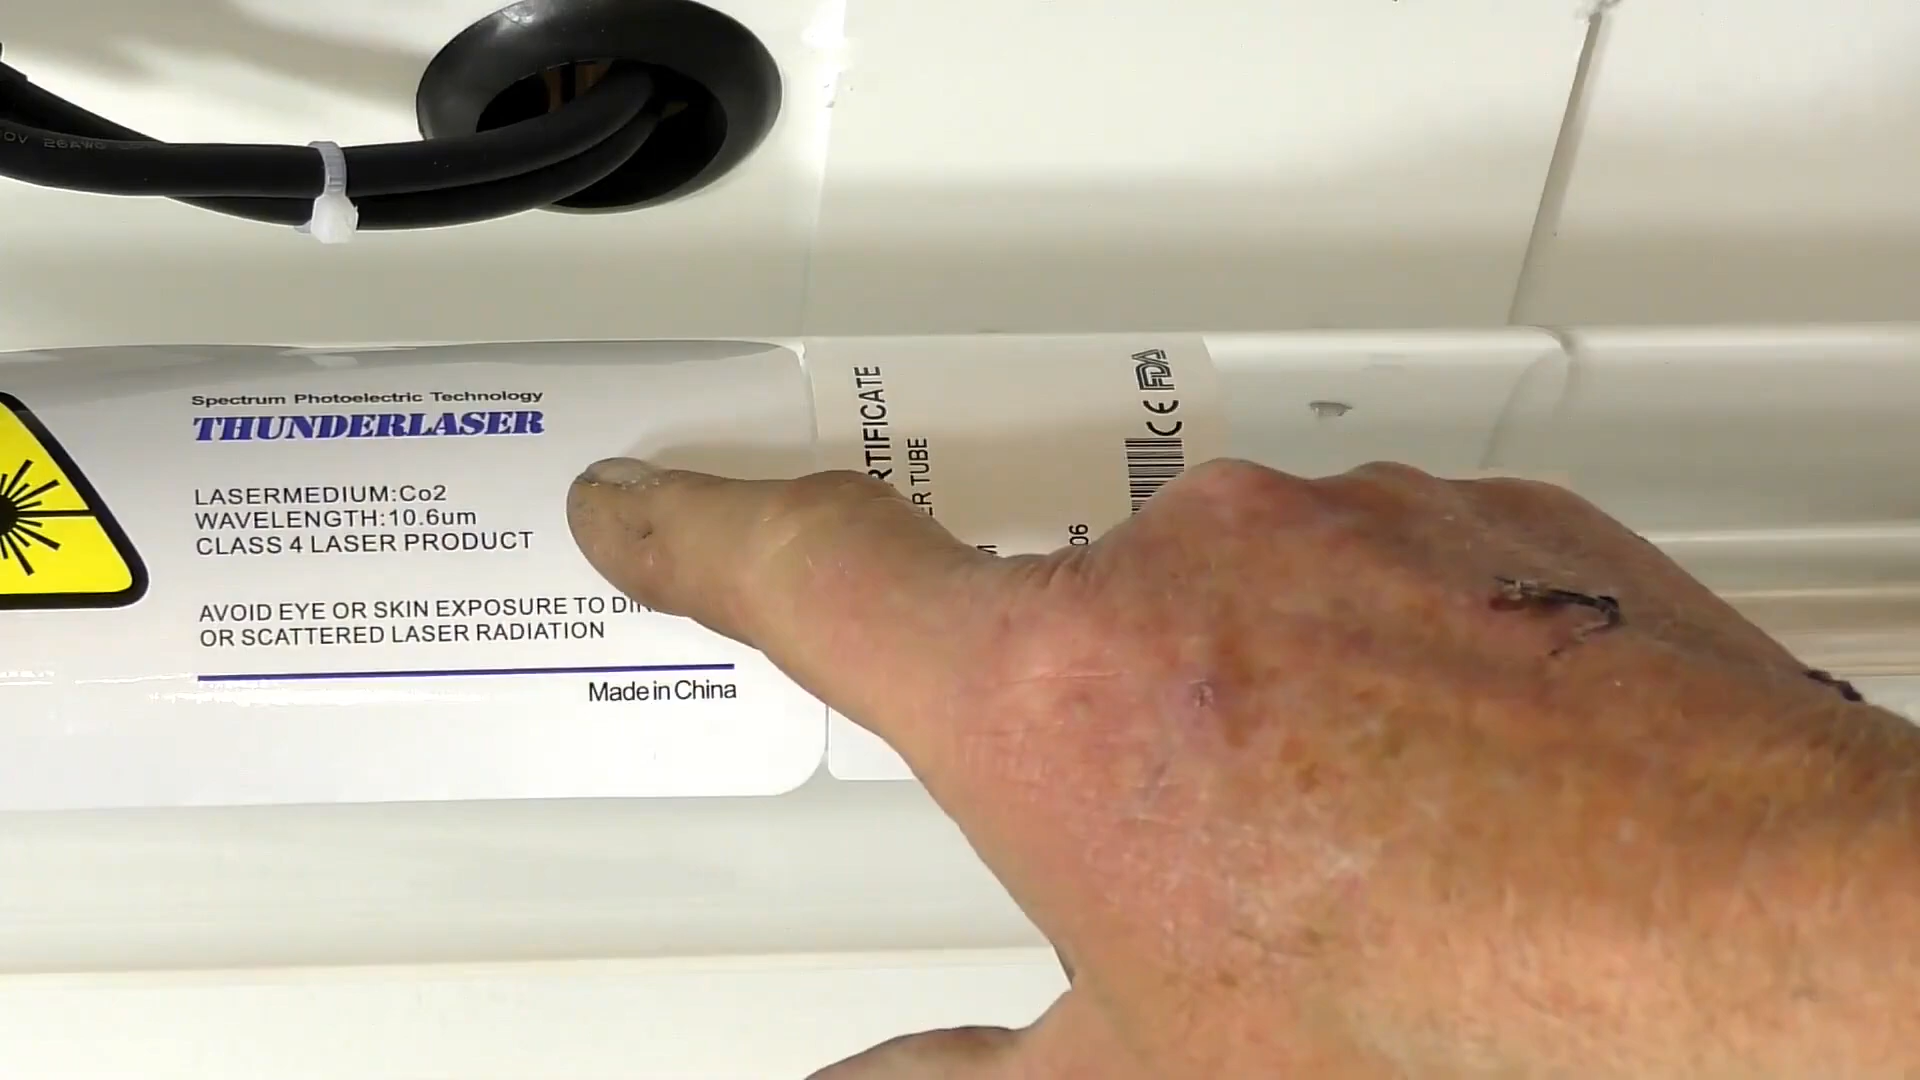 26AWG
Spectrum Photoelectric Technology
THUNDERLASER
LASERMEDIUM:Co2
WAVELENGTH:10.6um
CLASS 4 LASER PRODUCT
AVOID EYE OR SKIN EXPOSURE TO
OR SCATTERED LASER RADIATION
Made in China
RTIFICATE
ER TUBE
M
06
CE FDA